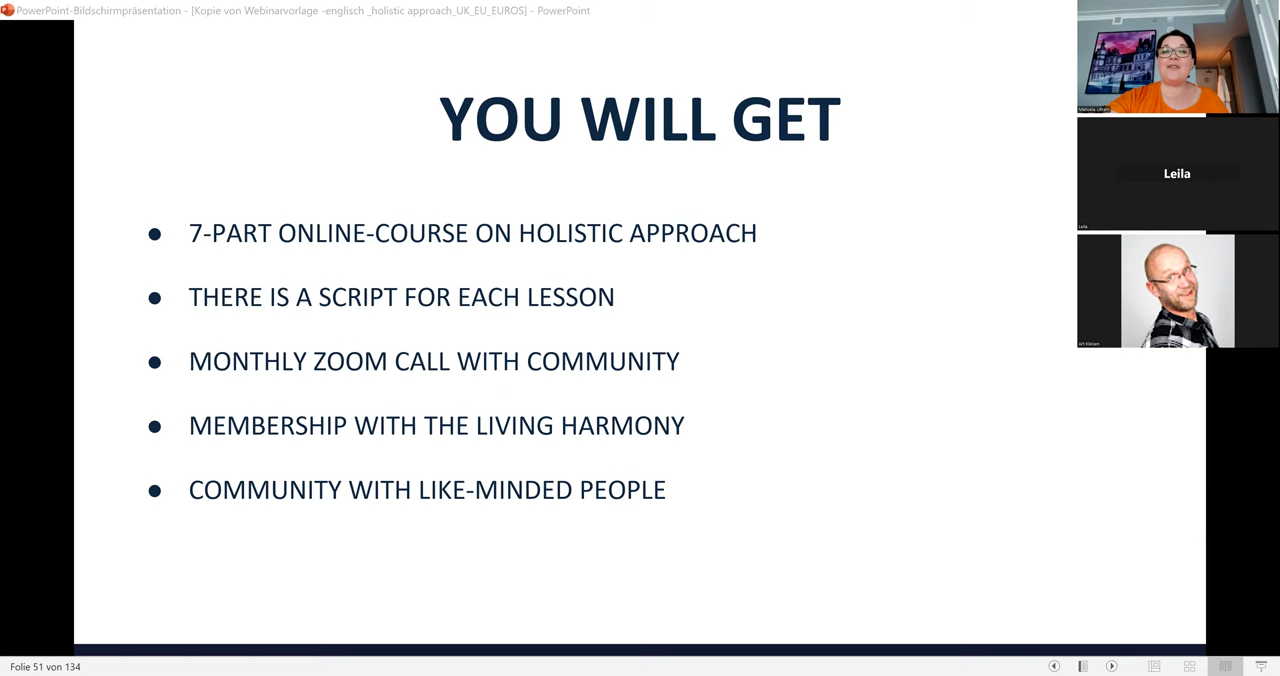 PowerPoint-Bildschirmpräsentation - [Kopie von Webinarvorlage -englisch _holistic approach_UK_EU_EUROS] - PowerPoint
YOU WILL GET
● 7-PART ONLINE-COURSE ON HOLISTIC APPROACH
● THERE IS A SCRIPT FOR EACH LESSON
● MONTHLY ZOOM CALL WITH COMMUNITY
● MEMBERSHIP WITH THE LIVING HARMONY
● COMMUNITY WITH LIKE-MINDED PEOPLE
Leila
Leila
Folie 51 von 134